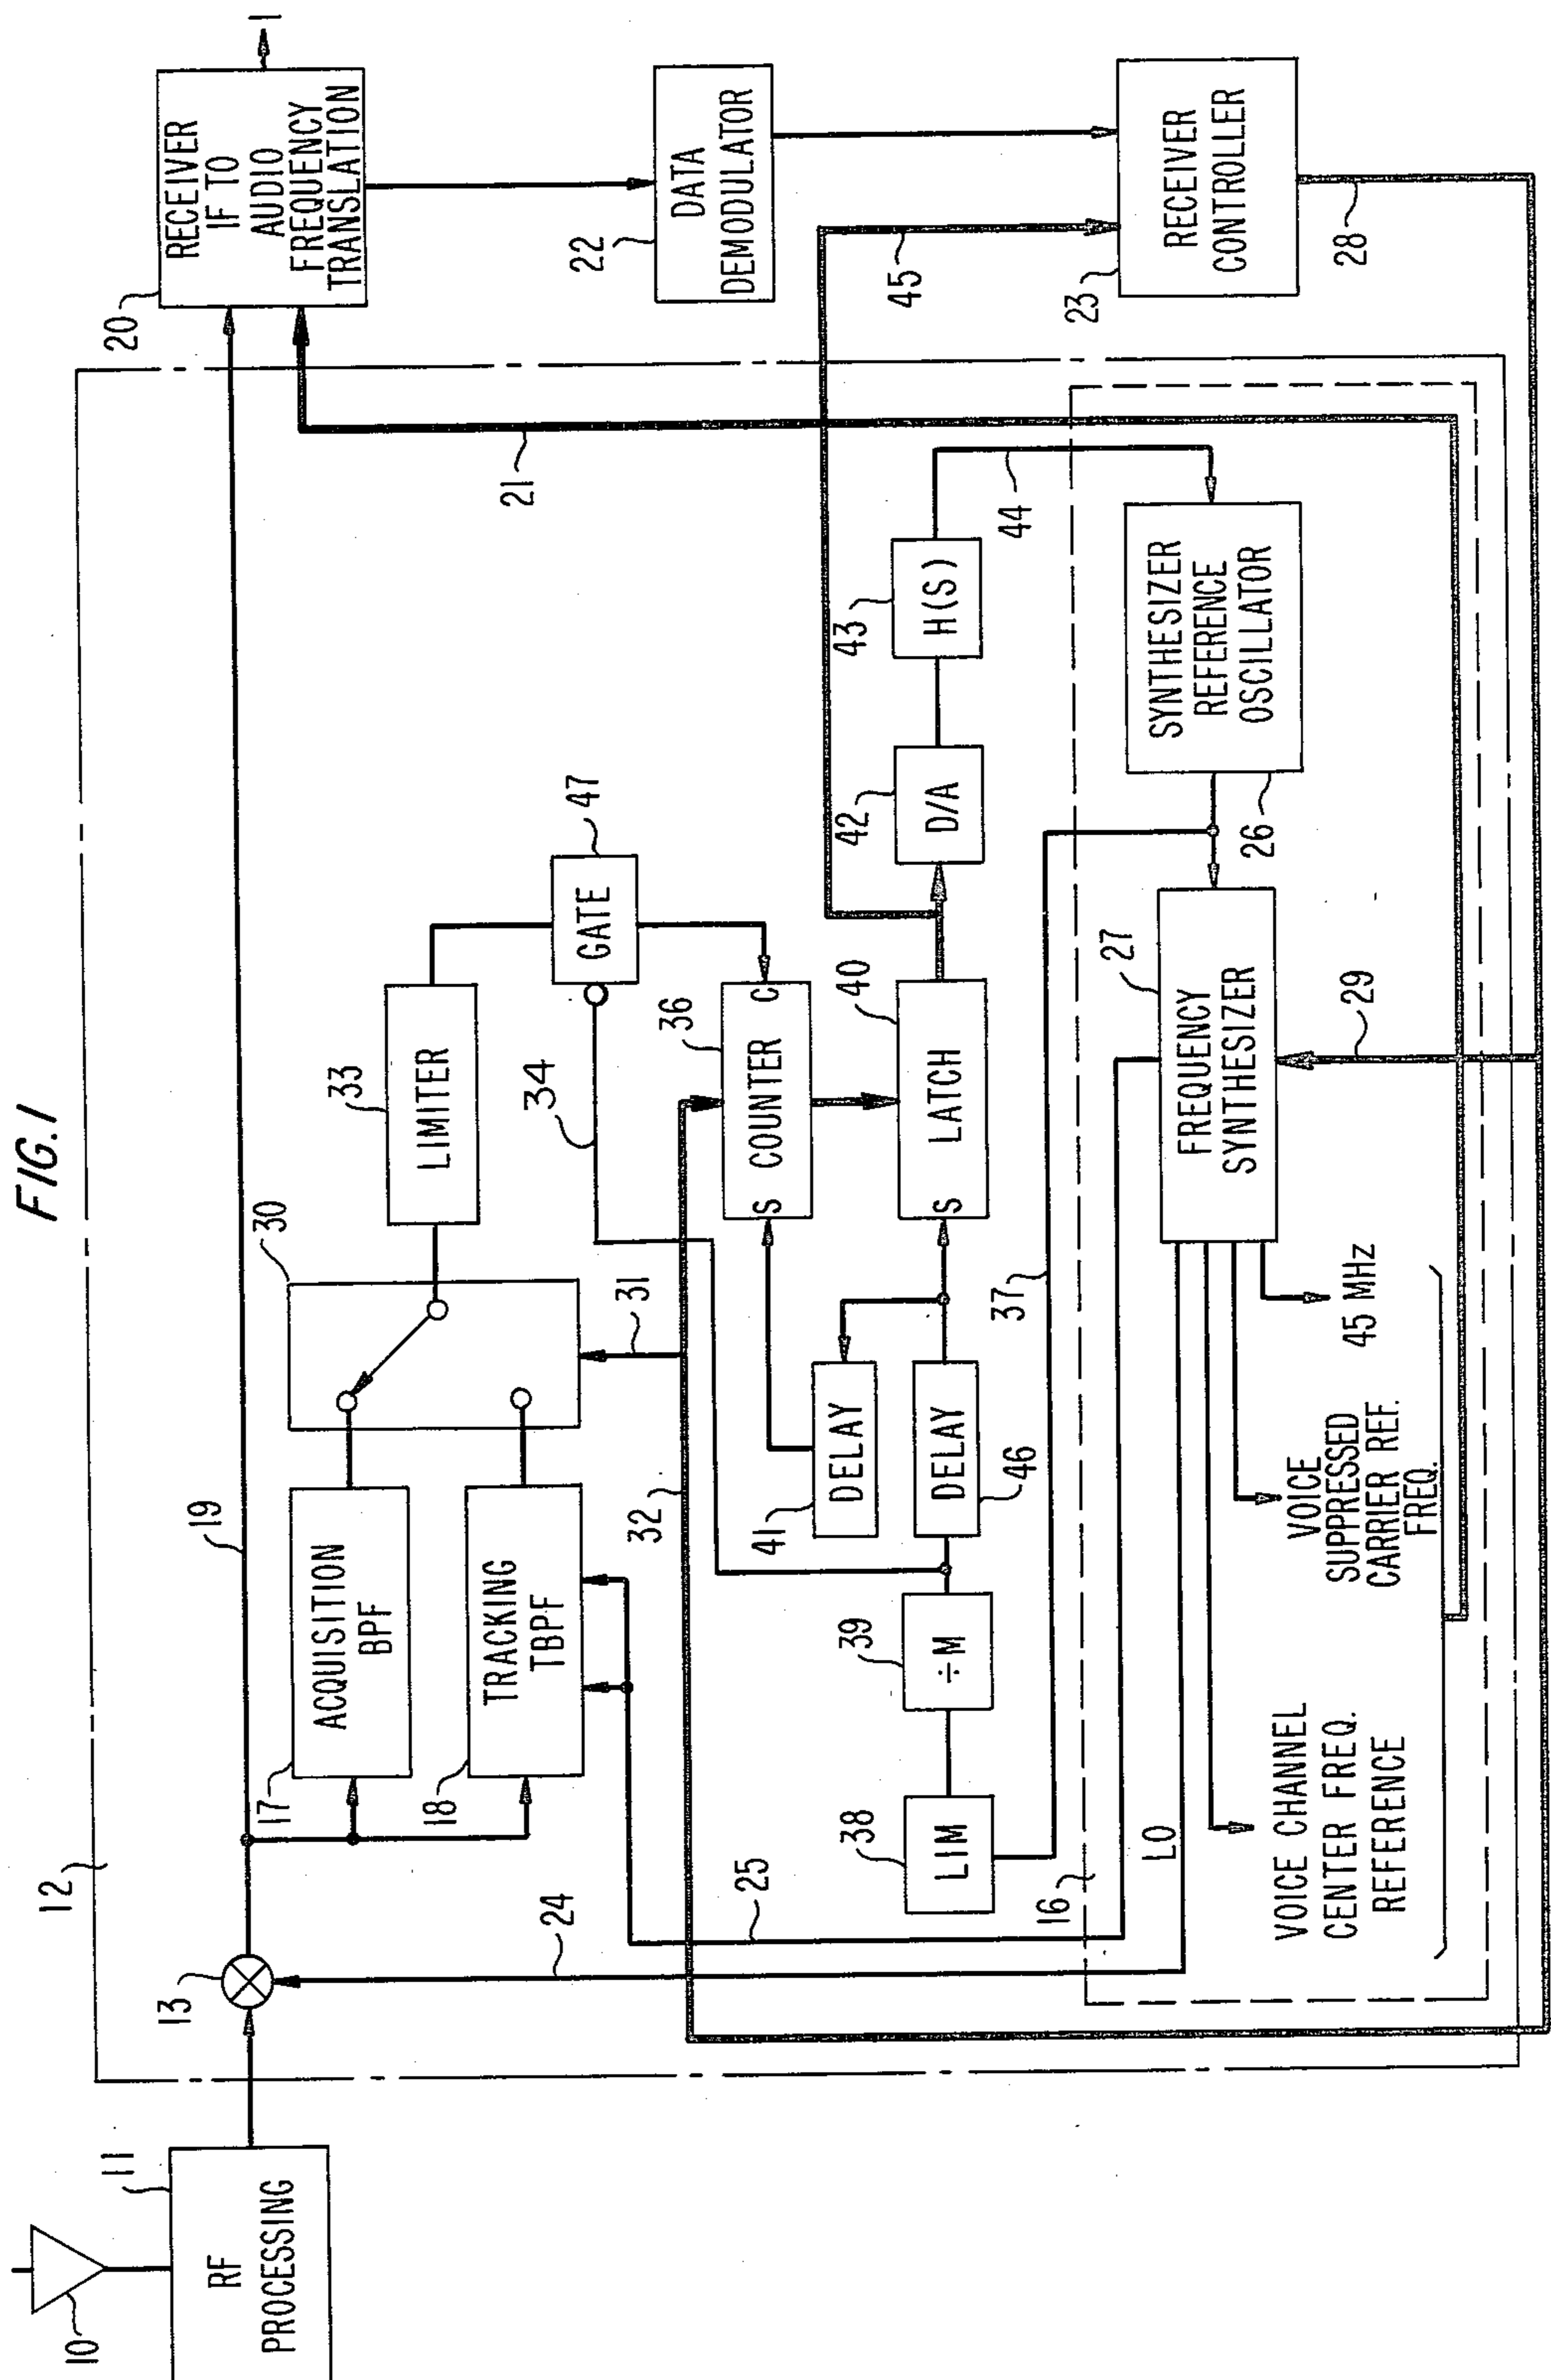 FIG.1
10
11
RF
PROCESSING
12
13
24
19
17
ACQUISITION
BPF
18
TRACKING
TBPF
25
30
31
32
33
LIMITER
34
GATE
47
36
S COUNTER C
40
S LATCH
41
DELAY
DELAY
46
39
÷M
38
LIM
37
42
D/A
43
H(S)
44
45
21
20
RECEIVER
IF TO
AUDIO
FREQUENCY
TRANSLATION
1
22
DATA
DEMODULATOR
23
RECEIVER
CONTROLLER
28
16
LO
27
FREQUENCY
SYNTHESIZER
29
SYNTHESIZER
REFERENCE
OSCILLATOR
26
VOICE CHANNEL
CENTER FREQ.
REFERENCE
VOICE
SUPPRESSED
CARRIER REF.
FREQ.
45 MHz